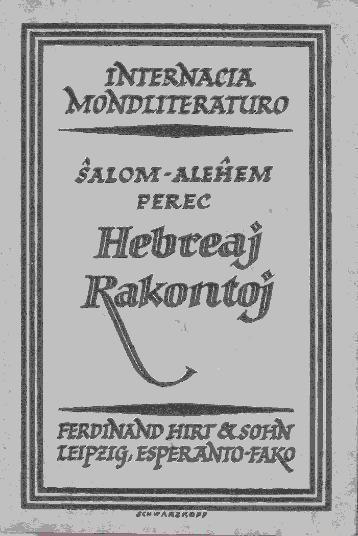 INTERNACIA
MONDLITERATURO
ŜALOM-ALEĤEM
PEREC
Hebreaj
Rakontoj
FERDINAND HIRT & SOHN
LEIPZIG, ESPERANTO-FAKO
SCHWARZKOPF